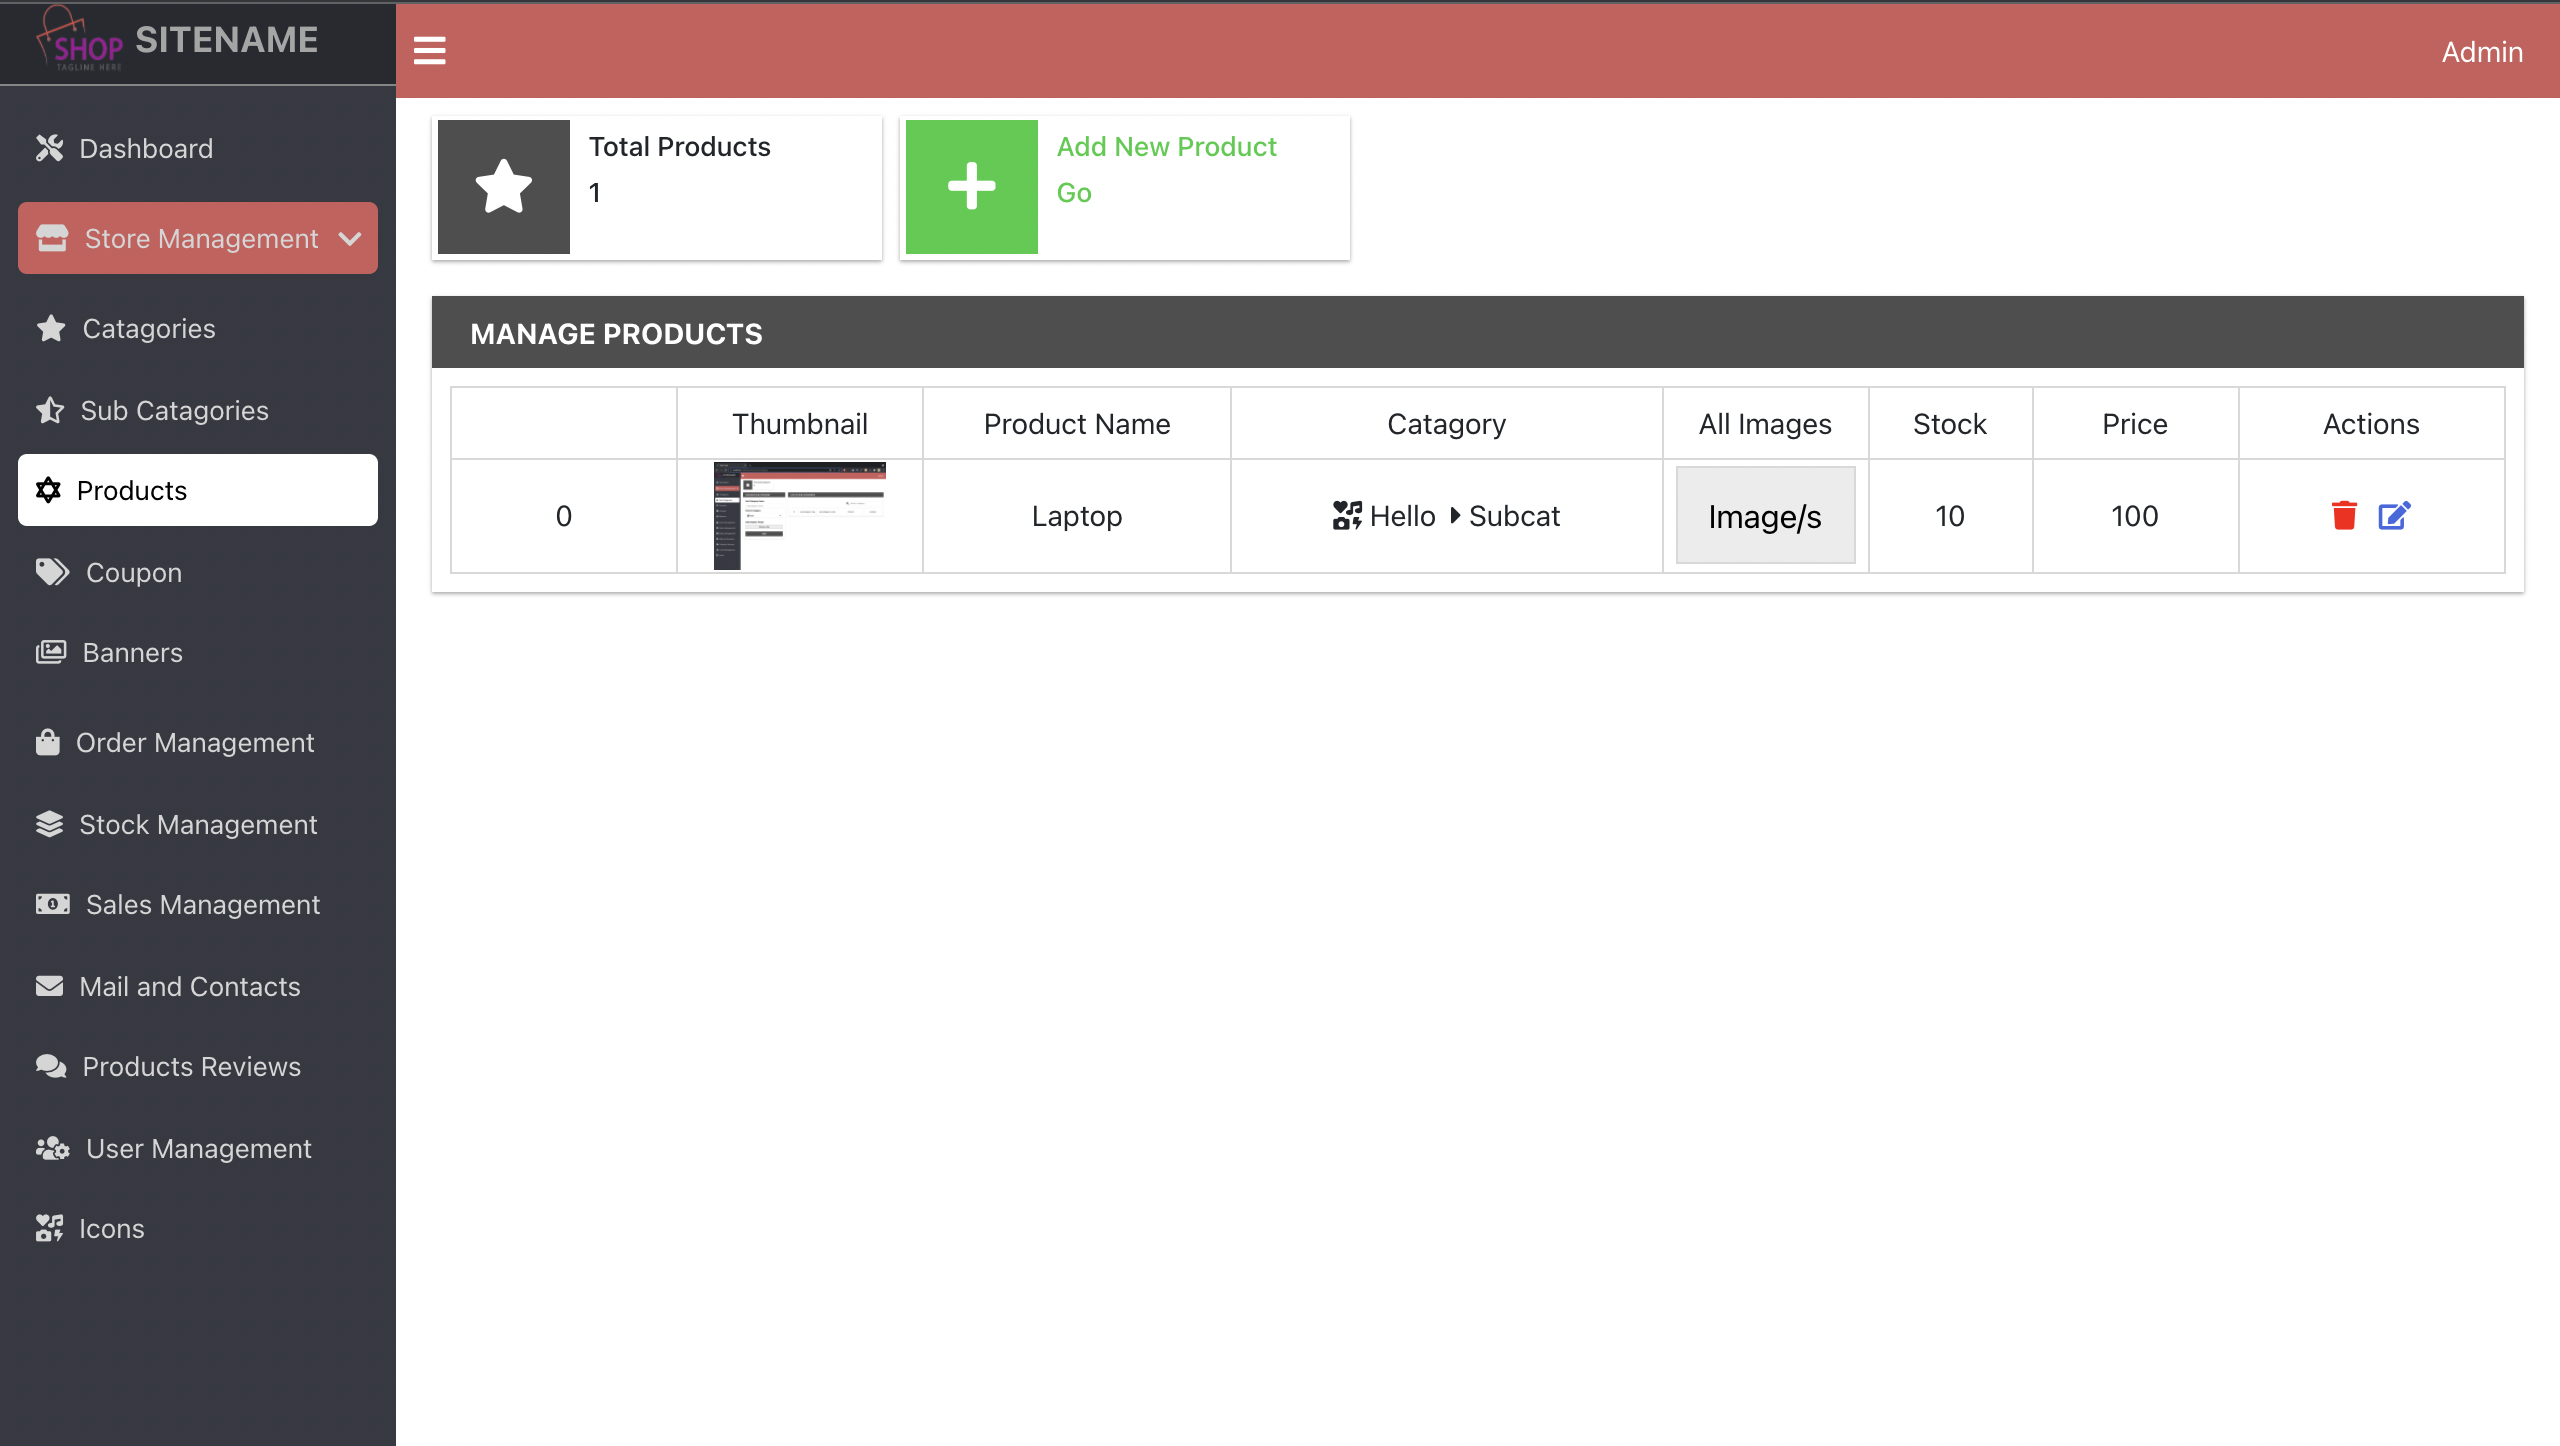 SHOP
TAGLINE HERE
SITENAME
Admin
Dashboard
Store Management
Catagories
Sub Catagories
Products
Coupon
Banners
Order Management
Stock Management
Sales Management
Mail and Contacts
Products Reviews
User Management
Icons
Total Products
1
Add New Product
Go
MANAGE PRODUCTS
Thumbnail Product Name Catagory All Images Stock Price Actions
0 Laptop Hello Subcat Image/s 10 100